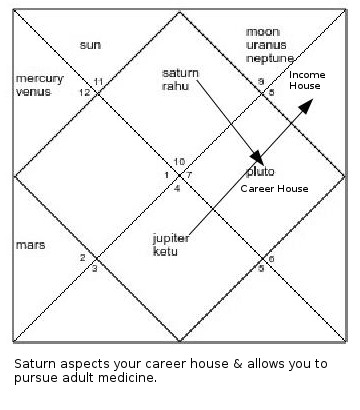 moon
sun
uranus
neptune
saturn
rahu
Income
House
mercury
venus
11
12
9
8
pluto
10
1
7
4
Career House
jupiter
ketu
mars
2
3
6
5
Saturn aspects your career house & allows you to
pursue adult medicine.